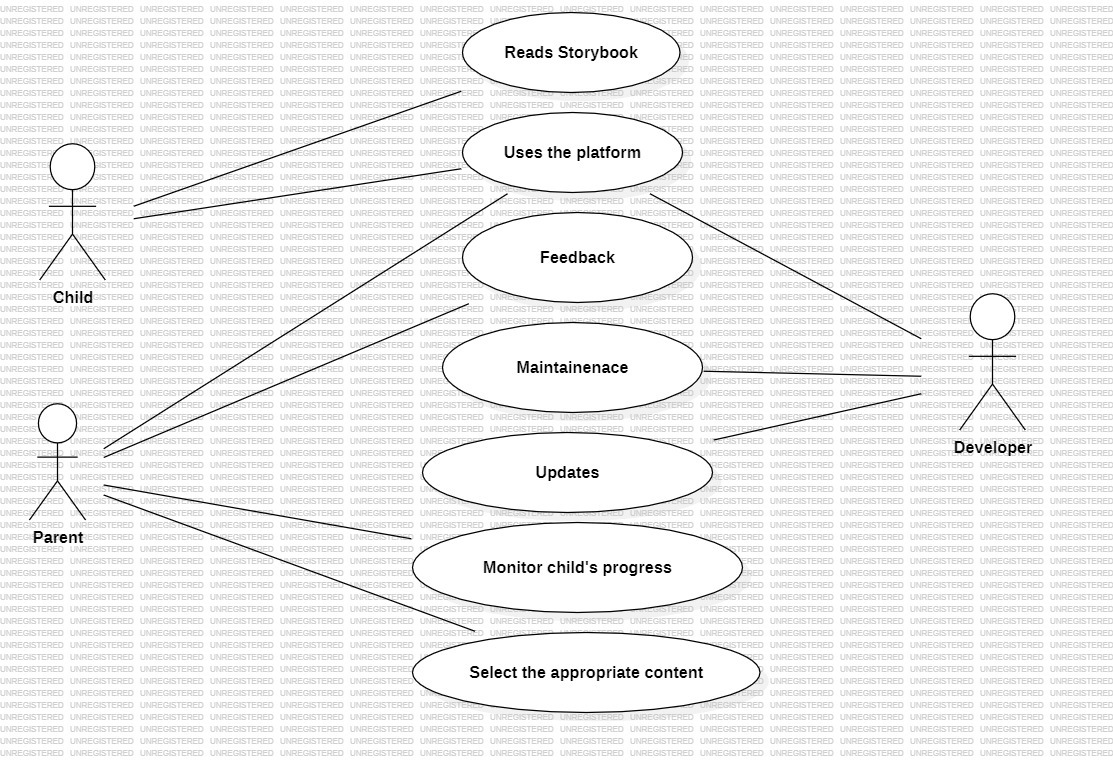 Reads Storybook
Uses the platform
Feedback
Child
Maintainenace
Developer
Updates
Parent
Monitor child's progress
Select the appropriate content
UNREGISTERED